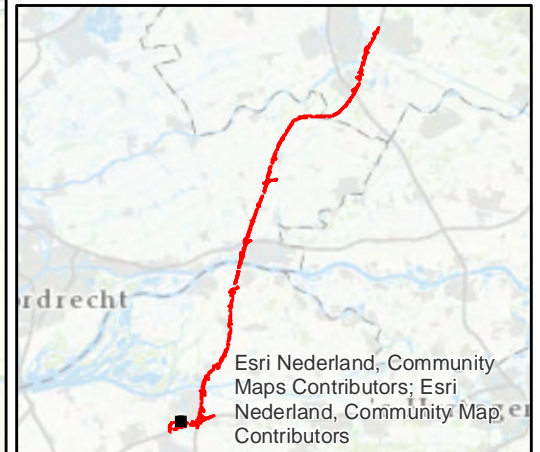 ordrecht
Esri Nederland, Community
Maps Contributors; Esri
Nederland, Community Map
Contributors